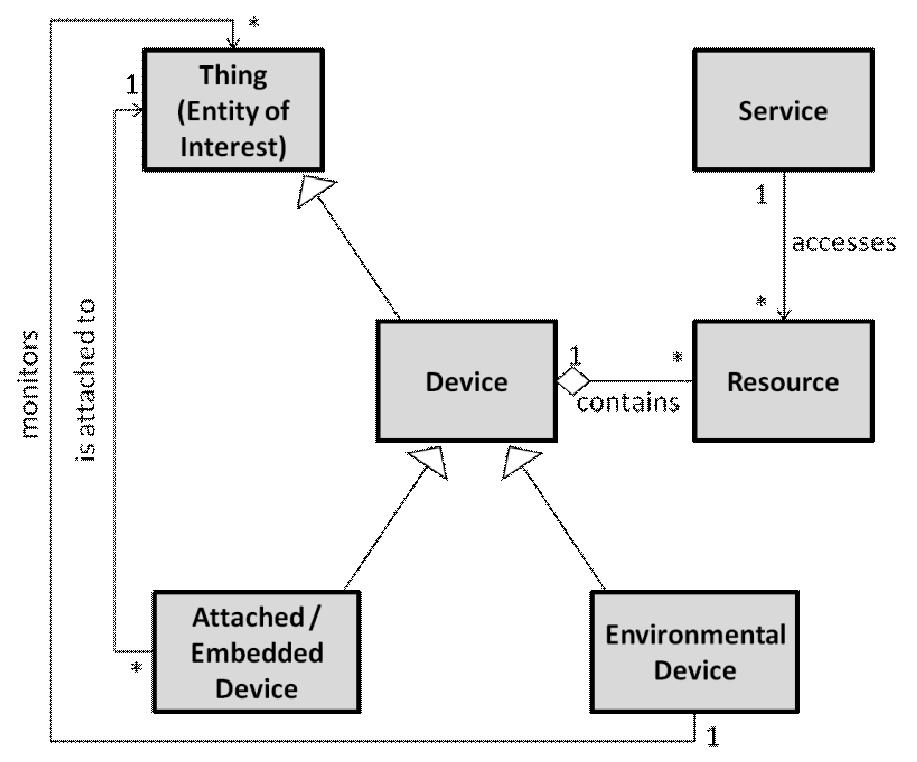 *
1
Thing
(Entity of
Interest)
Service
1
accesses
*
monitors
is attached to
Device
1
*
contains
Resource
Attached /
Embedded
Device
*
Environmental
Device
1